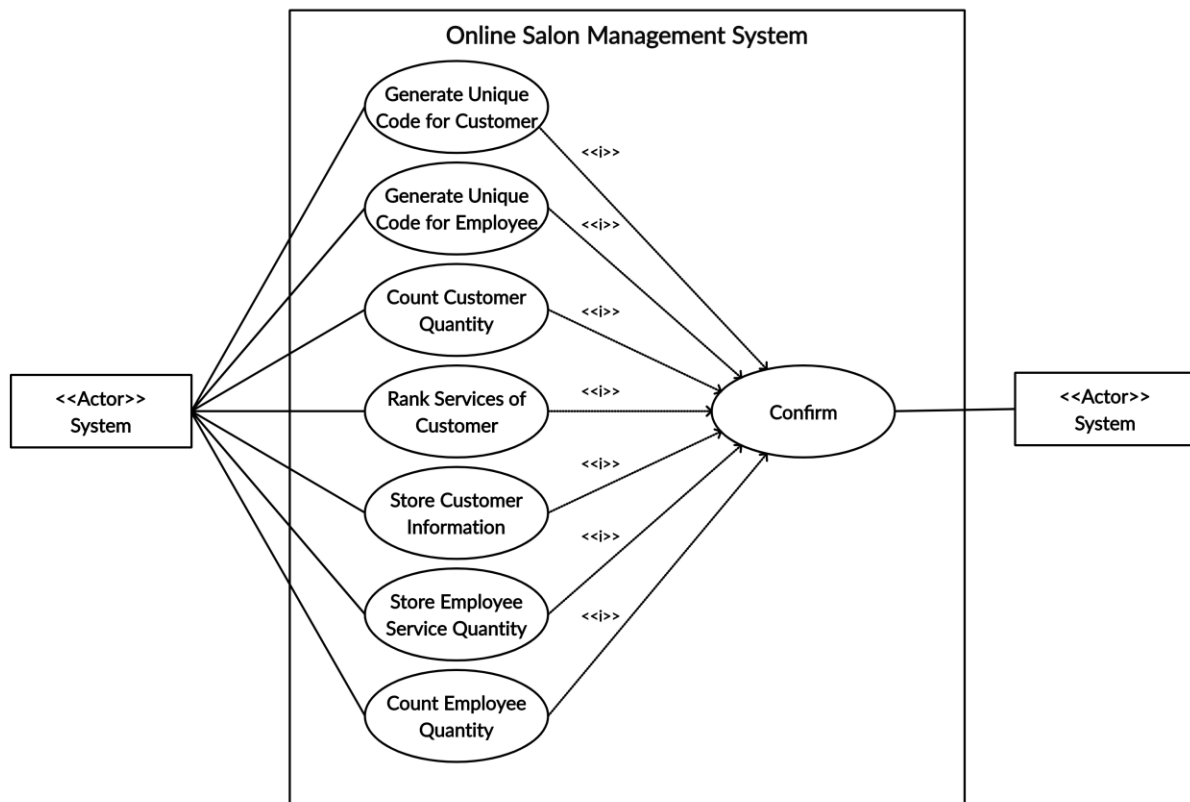 Online Salon Management System
Generate Unique
Code for Customer
<<i>>
Generate Unique
Code for Employee
<<i>>
Count Customer
Quantity
<<i>>
<<Actor>>
System
Rank Services of
Customer
<<i>>
Confirm
<<Actor>>
System
Store Customer
Information
<<i>>
Store Employee
Service Quantity
<<i>>
Count Employee
Quantity
<<i>>